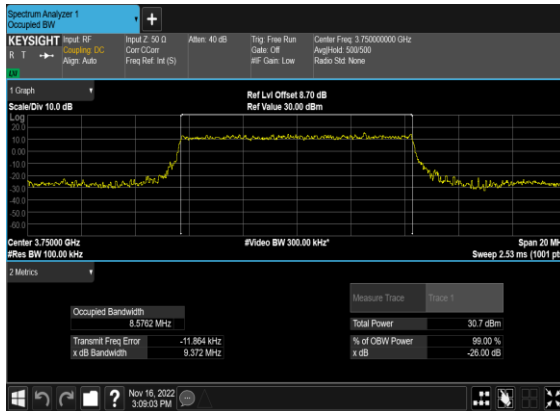 Spectrum Analyzer 1
Occupied BW
KEYSIGHT
R T
LXI
Input: RF
Coupling: DC
Align: Auto
Input Z: 50 Ω
Corr CCorr
Freq Ref: Int (S)
Atten: 40 dB
Trig: Free Run
Gate: Off
#IF Gain: Low
Center Freq: 3.750000000 GHz
Avg|Hold: 500/500
Radio Std: None
1 Graph
Scale/Div 10.0 dB
Ref Lvl Offset 8.70 dB
Ref Value 30.00 dBm
Log
20.0
10.0
0.00
-10.0
-20.0
-30.0
-40.0
-50.0
-60.0
Center 3.75000 GHz
#Res BW 100.00 kHz
#Video BW 300.00 kHz*
Span 20 MH
Sweep 2.53 ms (1001 pt
2 Metrics
Measure Trace Trace 1
Occupied Bandwidth
8.5762 MHz
Total Power 30.7 dBm
Transmit Freq Error -11.864 kHz
% of OBW Power 99.00 %
x dB Bandwidth 9.372 MHz
x dB -26.00 dB
?
Nov 16, 2022
3:09:03 PM